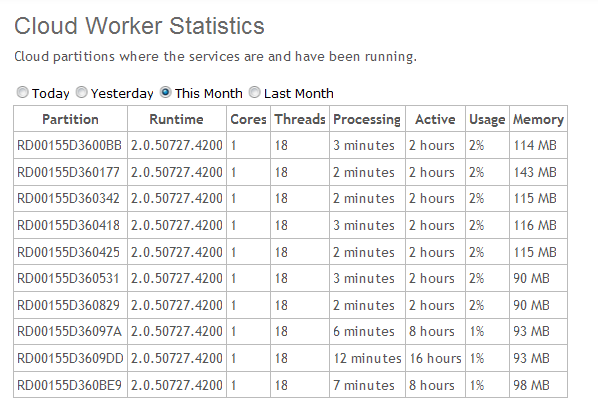 Cloud Worker Statistics
Cloud partitions where the services are and have been running.
Today Yesterday This Month Last Month
Partition Runtime Cores Threads Processing Active Usage Memory
RD00155D3600BB 2.0.50727.4200 1 18 3 minutes 2 hours 2% 114 MB
RD00155D360177 2.0.50727.4200 1 18 2 minutes 2 hours 2% 143 MB
RD00155D360342 2.0.50727.4200 1 18 2 minutes 2 hours 2% 115 MB
RD00155D360418 2.0.50727.4200 1 18 3 minutes 2 hours 2% 116 MB
RD00155D360425 2.0.50727.4200 1 18 2 minutes 2 hours 2% 115 MB
RD00155D360531 2.0.50727.4200 1 18 3 minutes 2 hours 2% 90 MB
RD00155D360829 2.0.50727.4200 1 18 2 minutes 2 hours 2% 90 MB
RD00155D36097A 2.0.50727.4200 1 18 6 minutes 8 hours 1% 93 MB
RD00155D3609DD 2.0.50727.4200 1 18 12 minutes 16 hours 1% 93 MB
RD00155D360BE9 2.0.50727.4200 1 18 7 minutes 8 hours 1% 98 MB